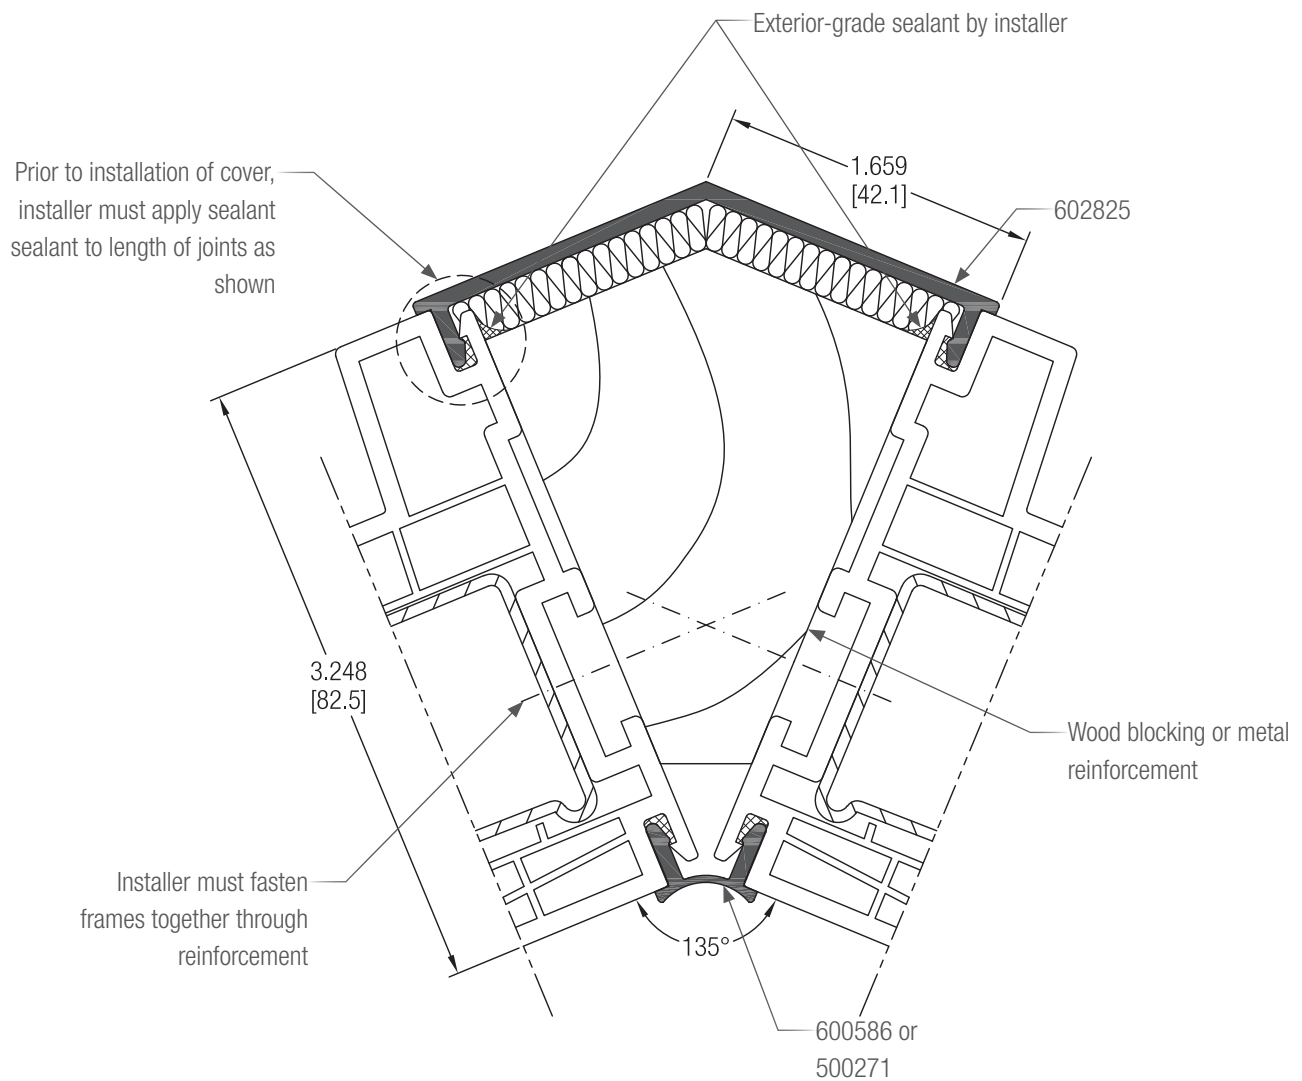 Exterior-grade sealant by installer
Prior to installation of cover,
installer must apply sealant
sealant to length of joints as
shown
1.659
[42.1]
602825
3.248
[82.5]
Wood blocking or metal
reinforcement
Installer must fasten
frames together through
reinforcement
135°
600586 or
500271